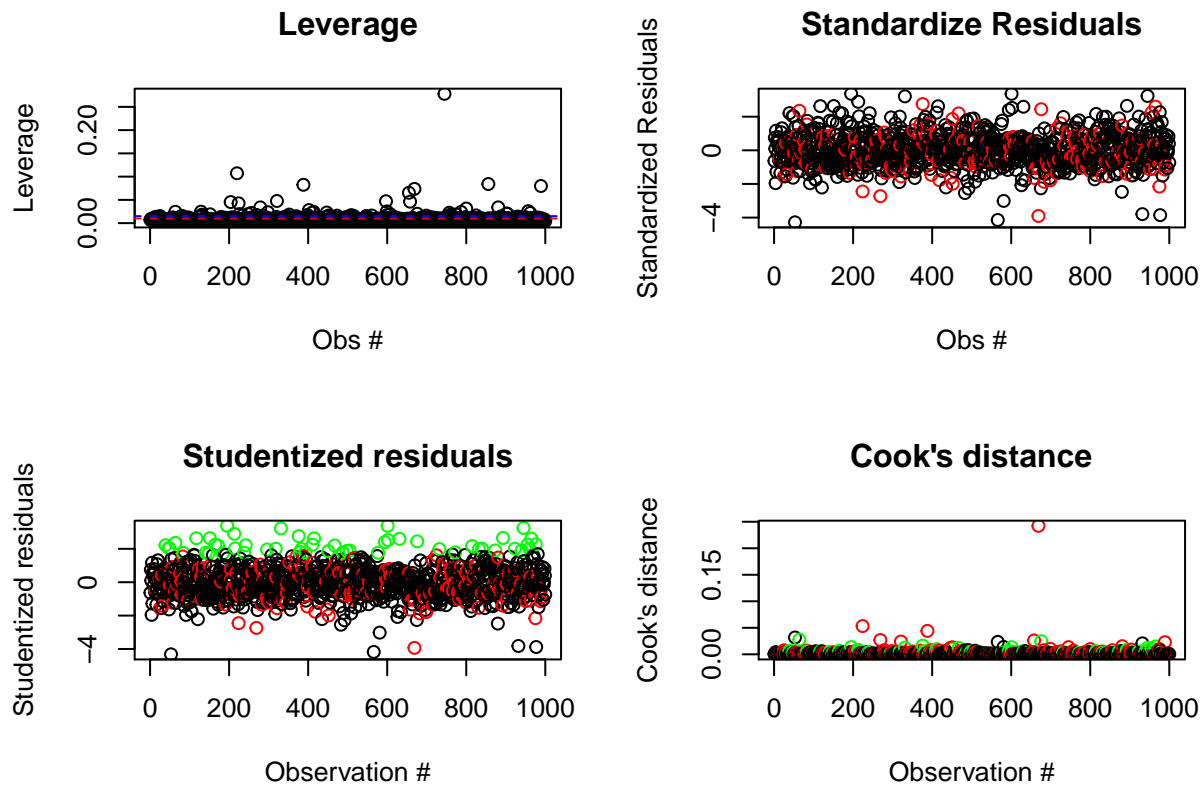 Leverage
Leverage
0.00 0.20
0 200 400 600 800 1000
Obs #
Standardize Residuals
Standardized Residuals
−4 0
0 200 400 600 800 1000
Obs #
Studentized residuals
Studentized residuals
−4 0
0 200 400 600 800 1000
Observation #
Cook's distance
Cook's distance
0.00 0.15
0 200 400 600 800 1000
Observation #